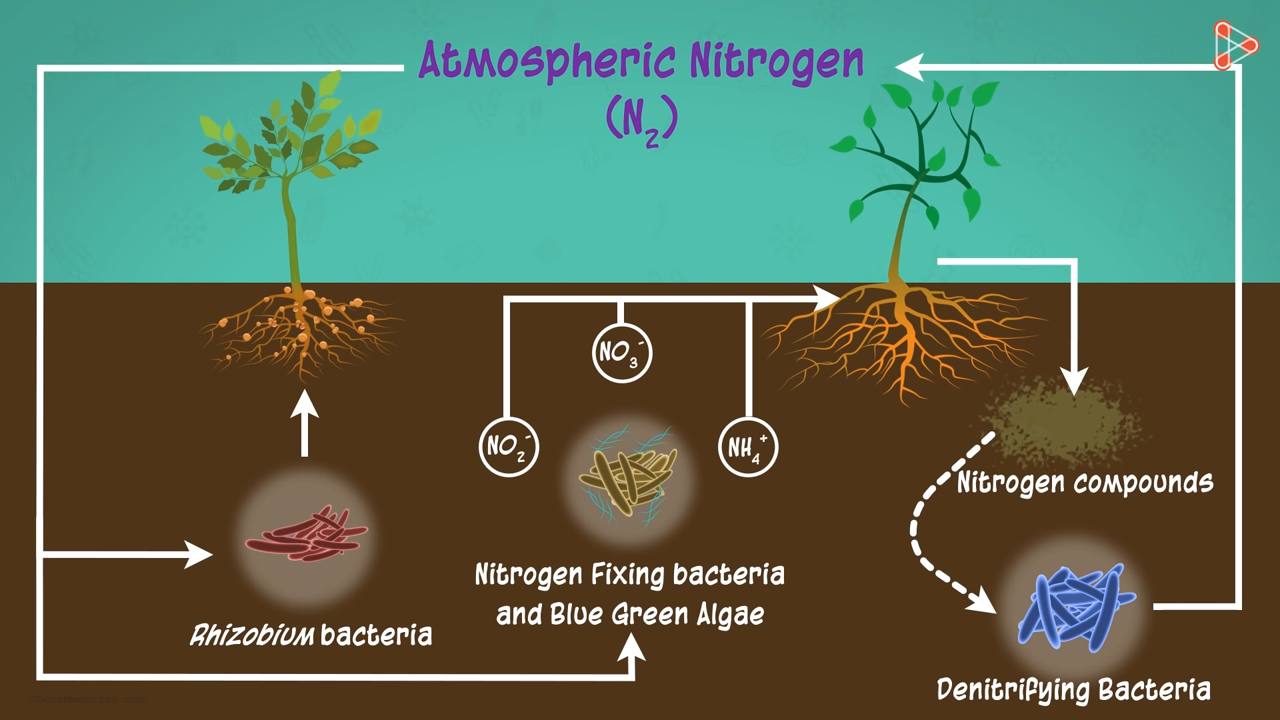 Atmospheric Nitrogen
(N₂)
NO₃⁻
NO₂⁻
NH₄⁺
Nitrogen compounds
Nitrogen Fixing bacteria
and Blue Green Algae
Rhizobium bacteria
Denitrifying Bacteria